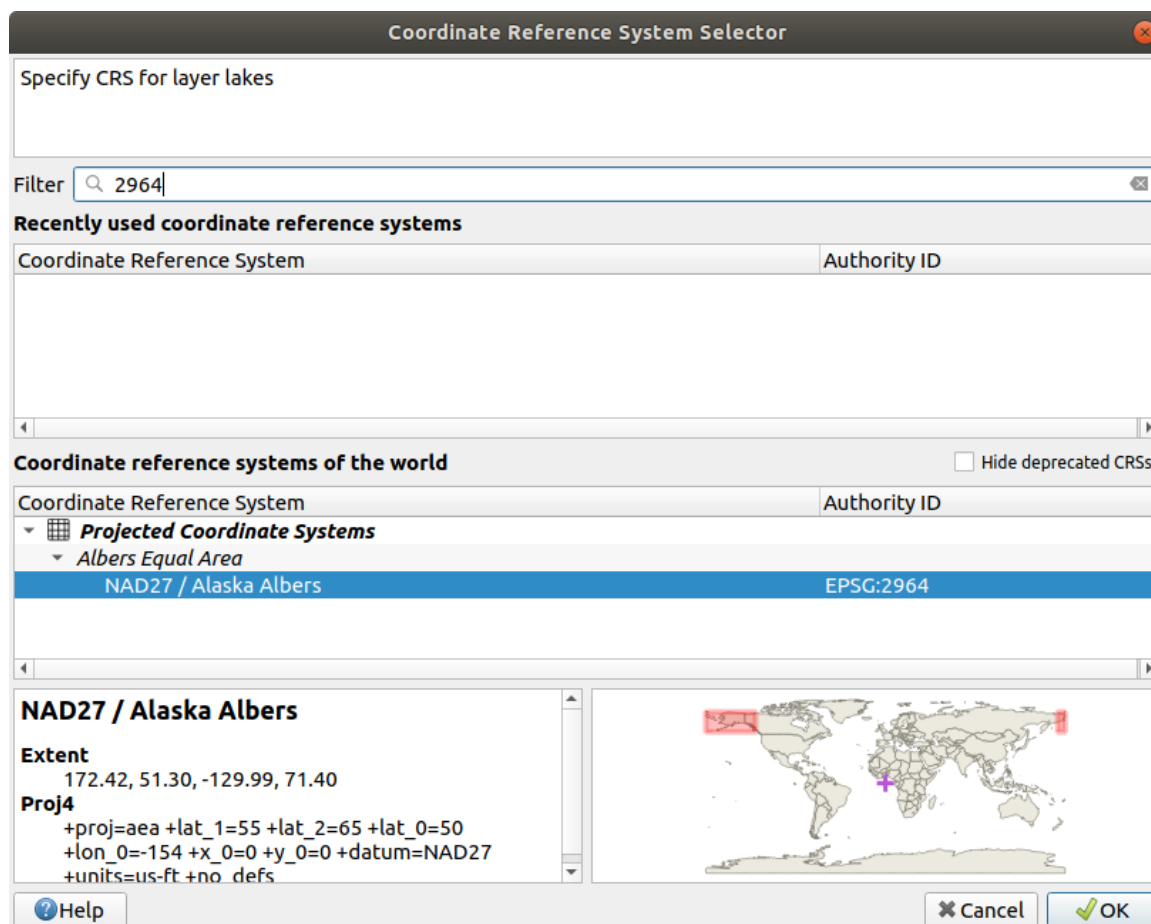 Coordinate Reference System Selector
Specify CRS for layer lakes
Filter 2964
Recently used coordinate reference systems
Coordinate Reference System Authority ID
Coordinate reference systems of the world Hide deprecated CRSs
Coordinate Reference System Authority ID
Projected Coordinate Systems
Albers Equal Area
NAD27 / Alaska Albers EPSG:2964
NAD27 / Alaska Albers
Extent
172.42, 51.30, -129.99, 71.40
Proj4
+proj=aea +lat_1=55 +lat_2=65 +lat_0=50
+lon_0=-154 +x_0=0 +y_0=0 +datum=NAD27
+units=us-ft +no_defs
Help Cancel OK